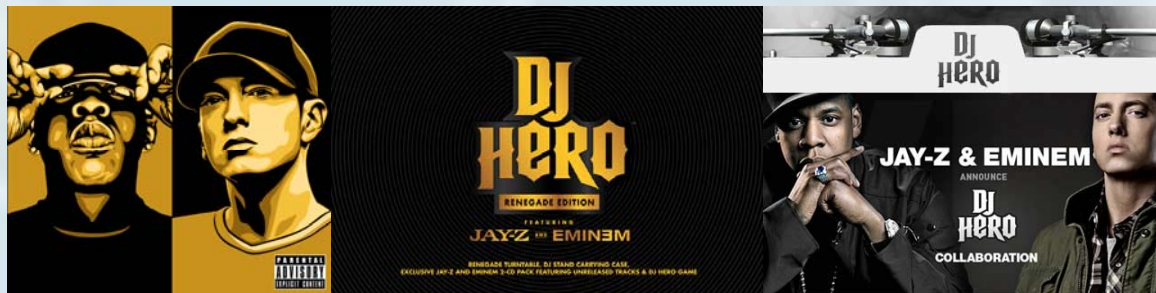 PARENTAL
ADVISORY
EXPLICIT CONTENT
DJ
HERO
RENEGADE EDITION
FEATURING
JAY-Z AND EMINƎM
RENEGADE TURNTABLE, DJ STAND CARRYING CASE,
EXCLUSIVE JAY-Z AND EMINEM 2-CD PACK FEATURING UNRELEASED TRACKS & DJ HERO GAME
DJ
HERO
JAY-Z & EMINEM
ANNOUNCE
DJ
HERO
COLLABORATION